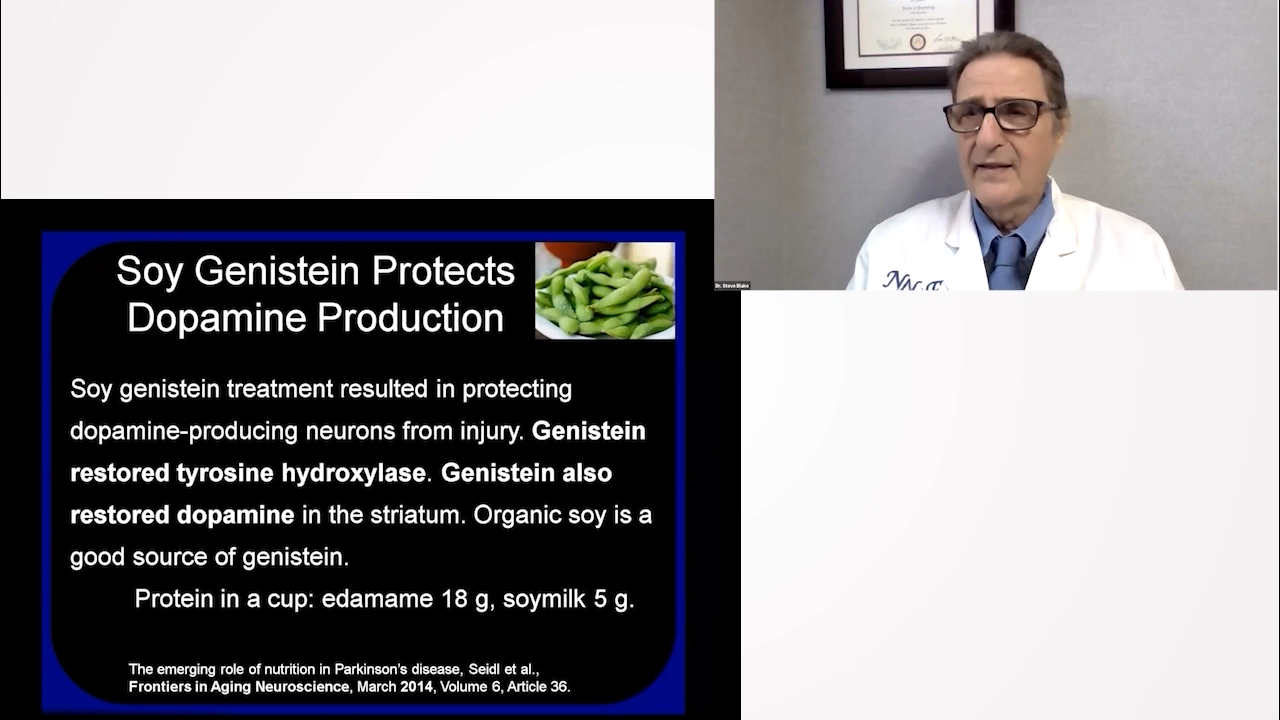 Soy Genistein Protects
Dopamine Production
Soy genistein treatment resulted in protecting
dopamine-producing neurons from injury. Genistein
restored tyrosine hydroxylase. Genistein also
restored dopamine in the striatum. Organic soy is a
good source of genistein.
Protein in a cup: edamame 18 g, soymilk 5 g.
The emerging role of nutrition in Parkinson's disease, Seidl et al.,
Frontiers in Aging Neuroscience, March 2014, Volume 6, Article 36.
Dr. Steve Blake